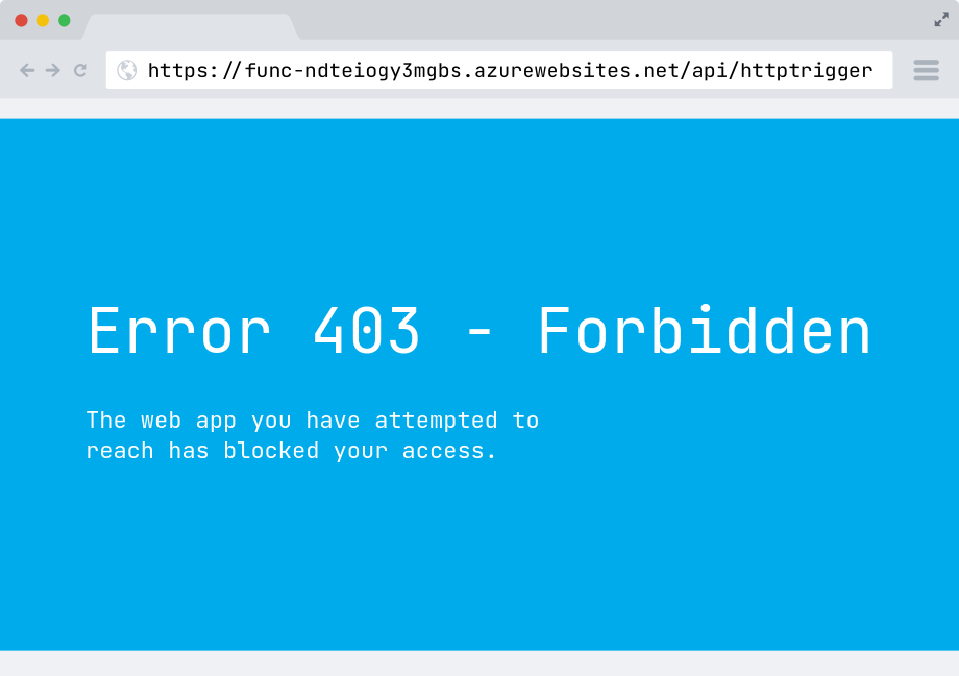 https://func-ndteiogy3mgbs.azurewebsites.net/api/httptrigger
Error 403 - Forbidden
The web app you have attempted to
reach has blocked your access.